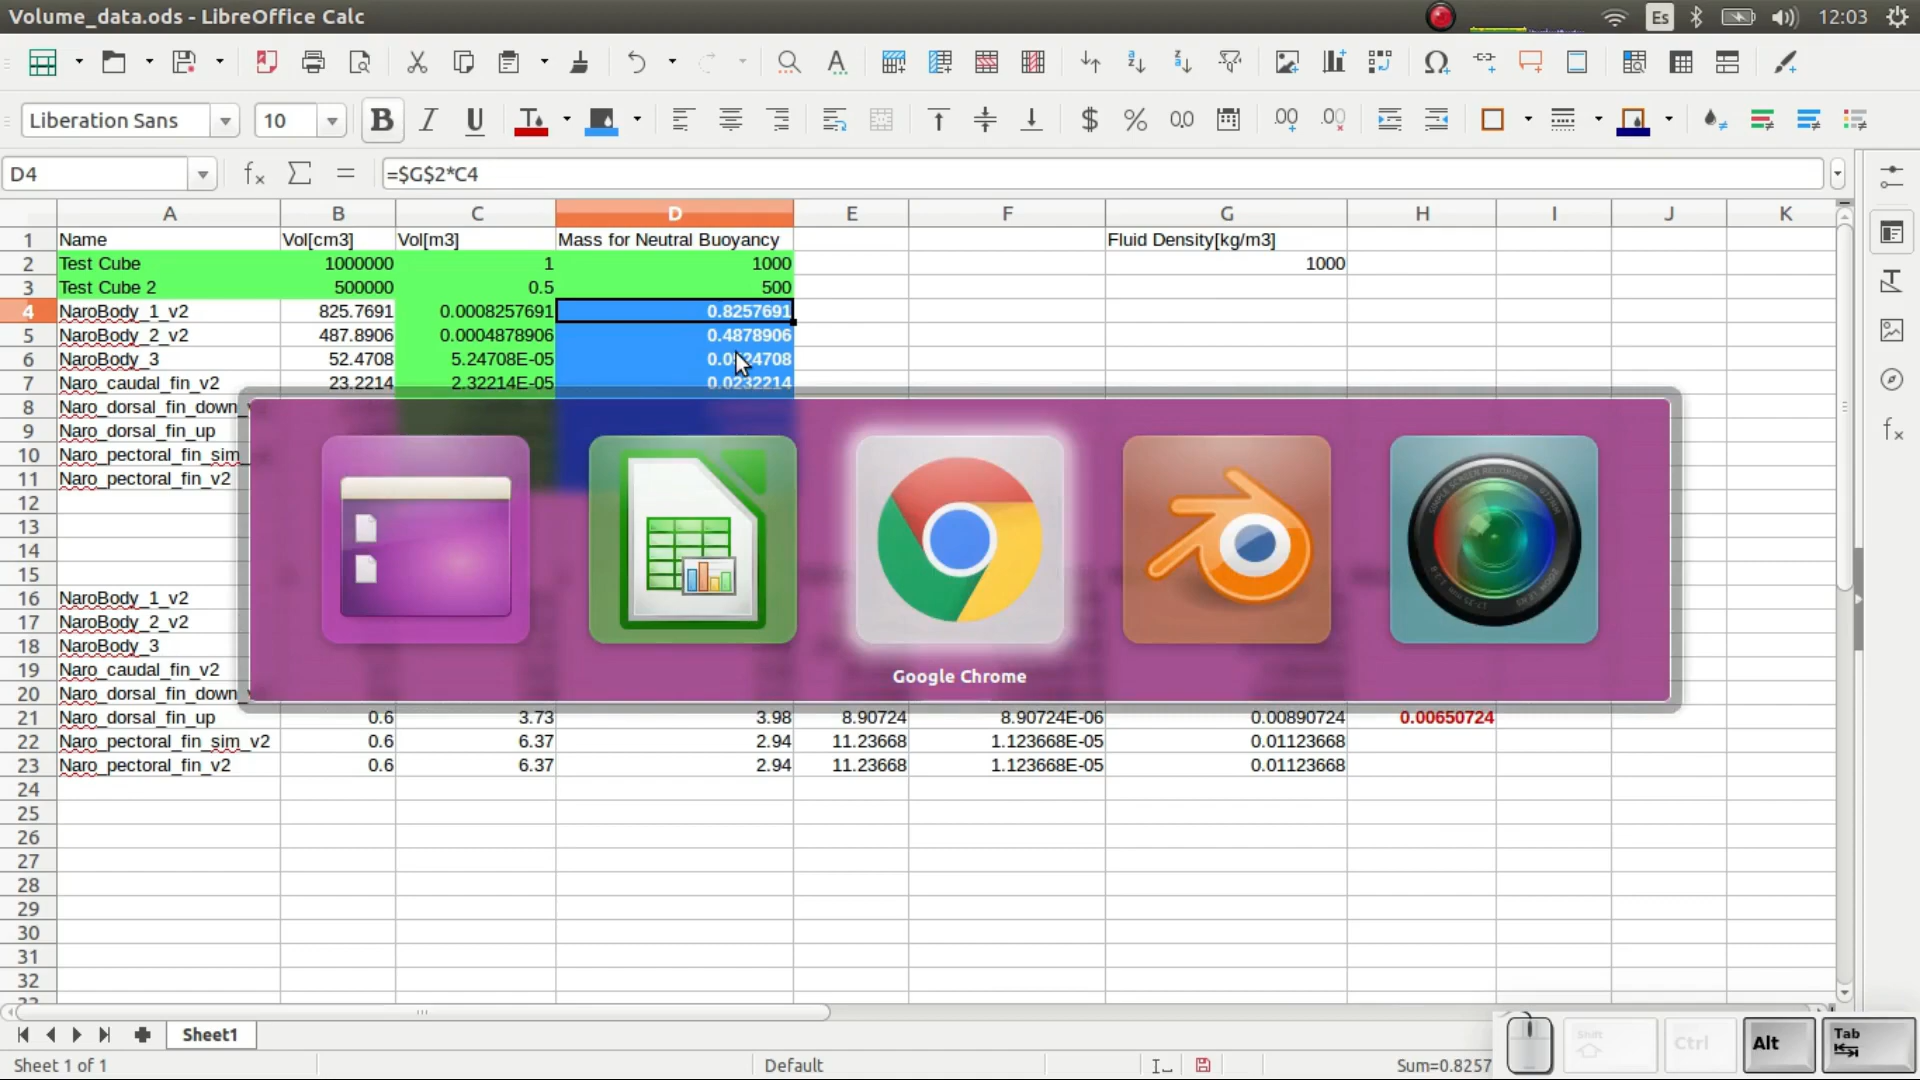 Volume_data.ods - LibreOffice Calc
Es
12:03
Liberation Sans
10
D4
=$G$2*C4
A B C D E F G H I J K
1 Name Vol[cm3] Vol[m3] Mass for Neutral Buoyancy Fluid Density[kg/m3]
2 Test Cube 1000000 1 1000 1000
3 Test Cube 2 500000 0.5 500
4 NaroBody_1_v2 825.7691 0.0008257691 0.8257691
5 NaroBody_2_v2 487.8906 0.0004878906 0.4878906
6 NaroBody_3 52.4708 5.24708E-05
7 Naro_caudal_fin_v2 23.2214 2.32214E-05 0.0232214
8 Naro_dorsal_fin_down_
9 Naro_dorsal_fin_up
10 Naro_pectoral_fin_sim_
11 Naro_pectoral_fin_v2
12
13
14
15
16 NaroBody_1_v2
17 NaroBody_2_v2
18 NaroBody_3
19 Naro_caudal_fin_v2
Google Chrome
20 Naro_dorsal_fin_down_
21 Naro_dorsal_fin_up 0.6 3.73 3.98 8.90724 8.90724E-06 0.00890724 0.00650724
22 Naro_pectoral_fin_sim_v2 0.6 6.37 2.94 11.23668 1.123668E-05 0.01123668
23 Naro_pectoral_fin_v2 0.6 6.37 2.94 11.23668 1.123668E-05 0.01123668
24
25
26
27
28
29
30
31
32
Sheet1
Shift Ctrl Alt Tab
Sheet 1 of 1 Default Sum=0.8257